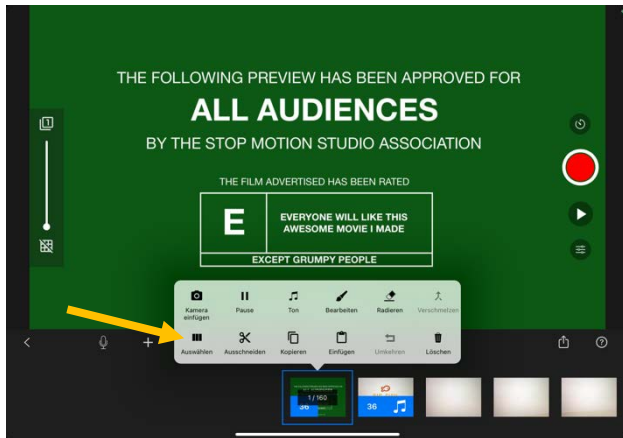 THE FOLLOWING PREVIEW HAS BEEN APPROVED FOR
ALL AUDIENCES
BY THE STOP MOTION STUDIO ASSOCIATION
THE FILM ADVERTISED HAS BEEN RATED
E
EVERYONE WILL LIKE THIS
AWESOME MOVIE I MADE
EXCEPT GRUMPY PEOPLE
1
Kamera
einfügen
Pause
Ton
Bearbeiten
Radieren
Verschmelzen
Auswählen
Ausschneiden
Kopieren
Einfügen
Umkehren
Löschen
1/160
36
36